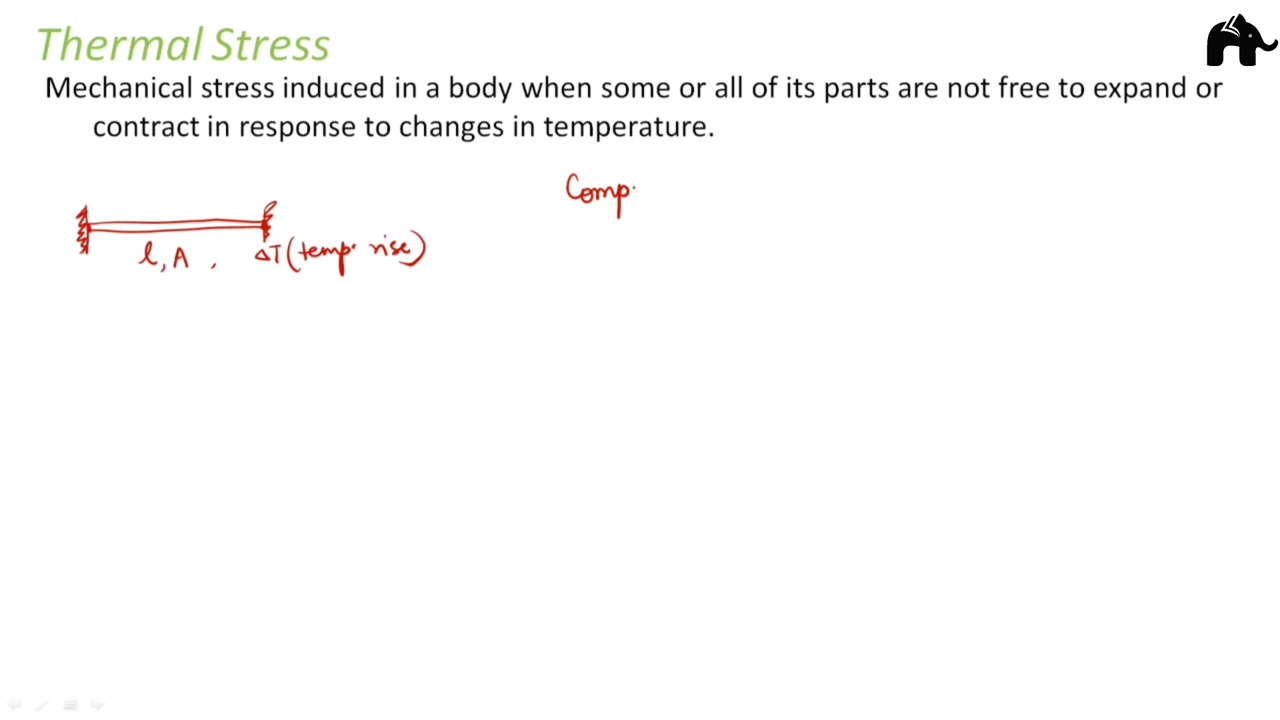 Thermal Stress
Mechanical stress induced in a body when some or all of its parts are not free to expand or
contract in response to changes in temperature.
Comp.
l, A , ΔT (temp. rise)